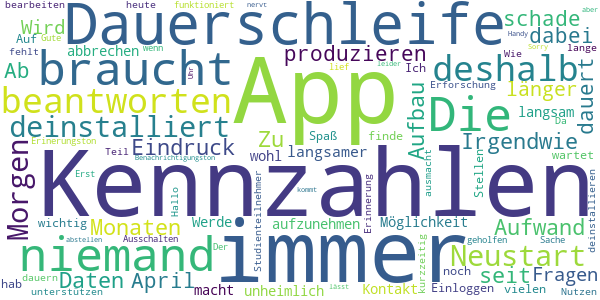 bearbeiten heute funktioniert nervt aber
Wird Auf Gute Dauerschleife Handy schade
fehlt abbrechen wenn Sorry dabei
Ab braucht Uhr lief App produzieren Ich leider Wie lange
beantworten deshalb Erforschung dauert
deinstalliert Zu Spaß Aufbau Die länger
Erinnerungston Eindruck finde Irgendwie langsam Da
Morgen Teil Benachrichtigungston wohl langsamer ausmacht wartet
Erst Hallo Kennzahlen Erinnerung Stellen deinstallieren
wichtig Monaten Werde Studienteilnehmer aufzunehmen Möglichkeit Aufwand
abstellen Ausschalten kommt geholfen Sache
niemand Der immer kurzzeitig Neustart
hab dauern Daten April seit noch vielen Fragen
unterstützen macht unheimlich lässt Kontakt Einloggen Nutzen